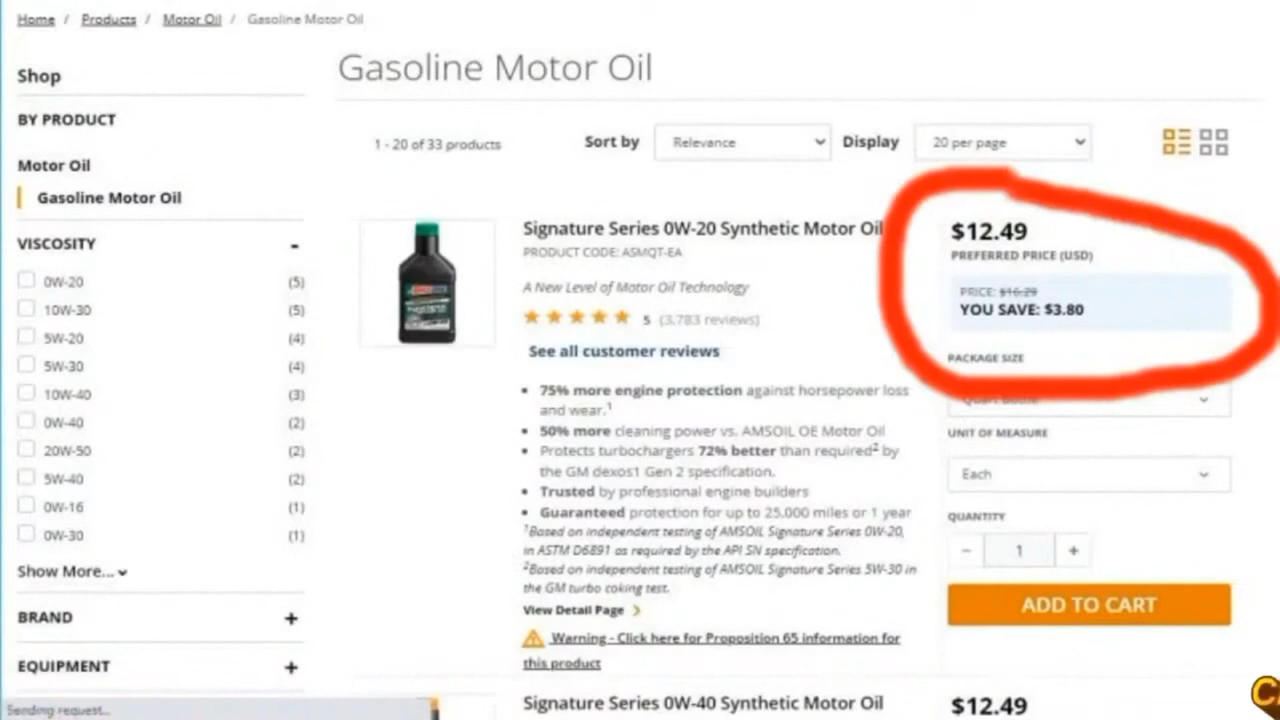 Home / Products / Motor Oil / Gasoline Motor Oil
Shop
BY PRODUCT
Motor Oil
Gasoline Motor Oil
VISCOSITY -
0W-20 (5)
10W-30 (5)
5W-20 (4)
5W-30 (4)
10W-40 (3)
0W-40 (2)
20W-50 (2)
5W-40 (2)
0W-16 (1)
0W-30 (1)
Show More...
BRAND +
EQUIPMENT +
Sending request...
Gasoline Motor Oil
1 - 20 of 33 products
Sort by Relevance
Display 20 per page
Signature Series 0W-20 Synthetic Motor Oil
PRODUCT CODE: ASMQT-EA
A New Level of Motor Oil Technology
5 (3,783 reviews)
See all customer reviews
• 75% more engine protection against horsepower loss
and wear.1
• 50% more cleaning power vs. AMSOIL OE Motor Oil
• Protects turbochargers 72% better than required2 by
the GM dexos1 Gen 2 specification.
• Trusted by professional engine builders
• Guaranteed protection for up to 25,000 miles or 1 year
1Based on independent testing of AMSOIL Signature Series 0W-20,
in ASTM D6891 as required by the API SN specification.
2Based on independent testing of AMSOIL Signature Series 5W-30 in
the GM turbo coking test.
View Detail Page
Warning - Click here for Proposition 65 information for
this product
$12.49
PREFERRED PRICE (USD)
PRICE: $16.29
YOU SAVE: $3.80
PACKAGE SIZE
Quart Bottle
UNIT OF MEASURE
Each
QUANTITY
- 1 +
ADD TO CART
Signature Series 0W-40 Synthetic Motor Oil
$12.49